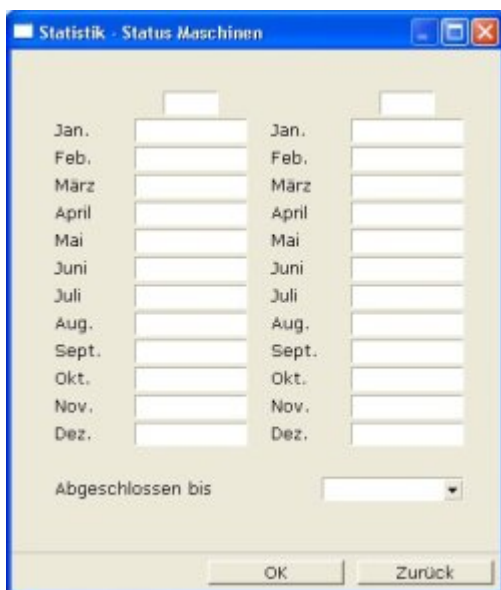 Statistik - Status Maschinen
Jan. Jan.
Feb. Feb.
März März
April April
Mai Mai
Juni Juni
Juli Juli
Aug. Aug.
Sept. Sept.
Okt. Okt.
Nov. Nov.
Dez. Dez.
Abgeschlossen bis
OK Zurück